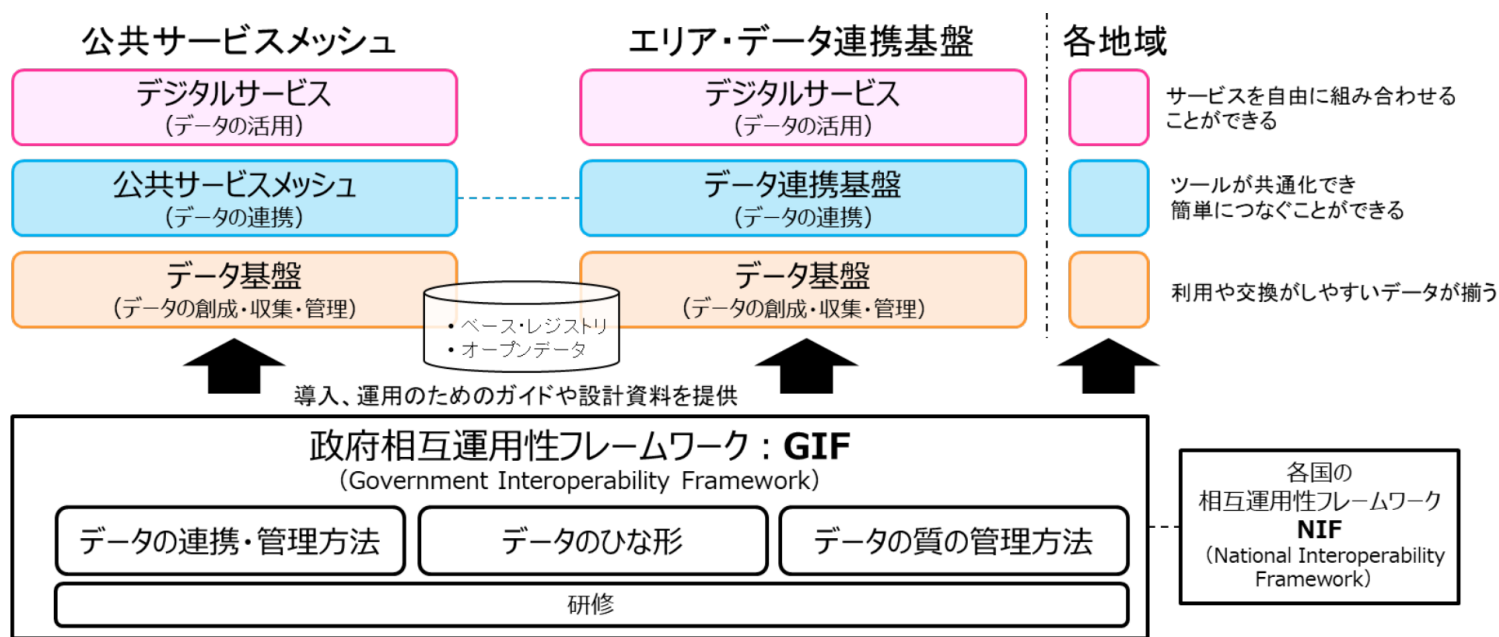 公共サービスメッシュ
エリア・データ連携基盤
各地域
デジタルサービス
(データの活用)
デジタルサービス
(データの活用)
サービスを自由に組み合わせる
ことができる
公共サービスメッシュ
(データの連携)
データ連携基盤
(データの連携)
ツールが共通化でき
簡単につなぐことができる
データ基盤
(データの創成・収集・管理)
データ基盤
(データの創成・収集・管理)
利用や交換がしやすいデータが揃う
• ベース・レジストリ
• オープンデータ
導入、運用のためのガイドや設計資料を提供
政府相互運用性フレームワーク：GIF
（Government Interoperability Framework）
データの連携・管理方法
データのひな形
データの質の管理方法
研修
各国の
相互運用性フレームワーク
NIF
（National Interoperability
Framework）